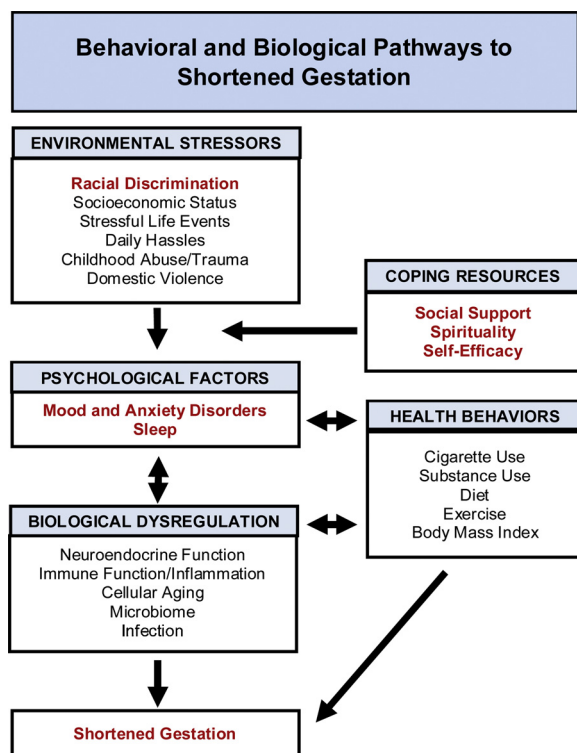 Behavioral and Biological Pathways to
Shortened Gestation
ENVIRONMENTAL STRESSORS
Racial Discrimination
Socioeconomic Status
Stressful Life Events
Daily Hassles
Childhood Abuse/Trauma
Domestic Violence
COPING RESOURCES
Social Support
Spirituality
Self-Efficacy
PSYCHOLOGICAL FACTORS
Mood and Anxiety Disorders
Sleep
HEALTH BEHAVIORS
Cigarette Use
Substance Use
Diet
Exercise
Body Mass Index
BIOLOGICAL DYSREGULATION
Neuroendocrine Function
Immune Function/Inflammation
Cellular Aging
Microbiome
Infection
Shortened Gestation